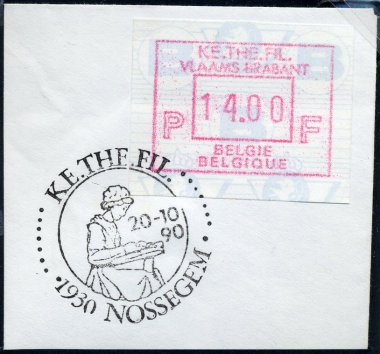 KE.THE.FIL.
VLAAMS BRABANT
14.00
P F
BELGIE
BELGIQUE
KE.THE.FIL.
20-10
90
1930 NOSSEGEM